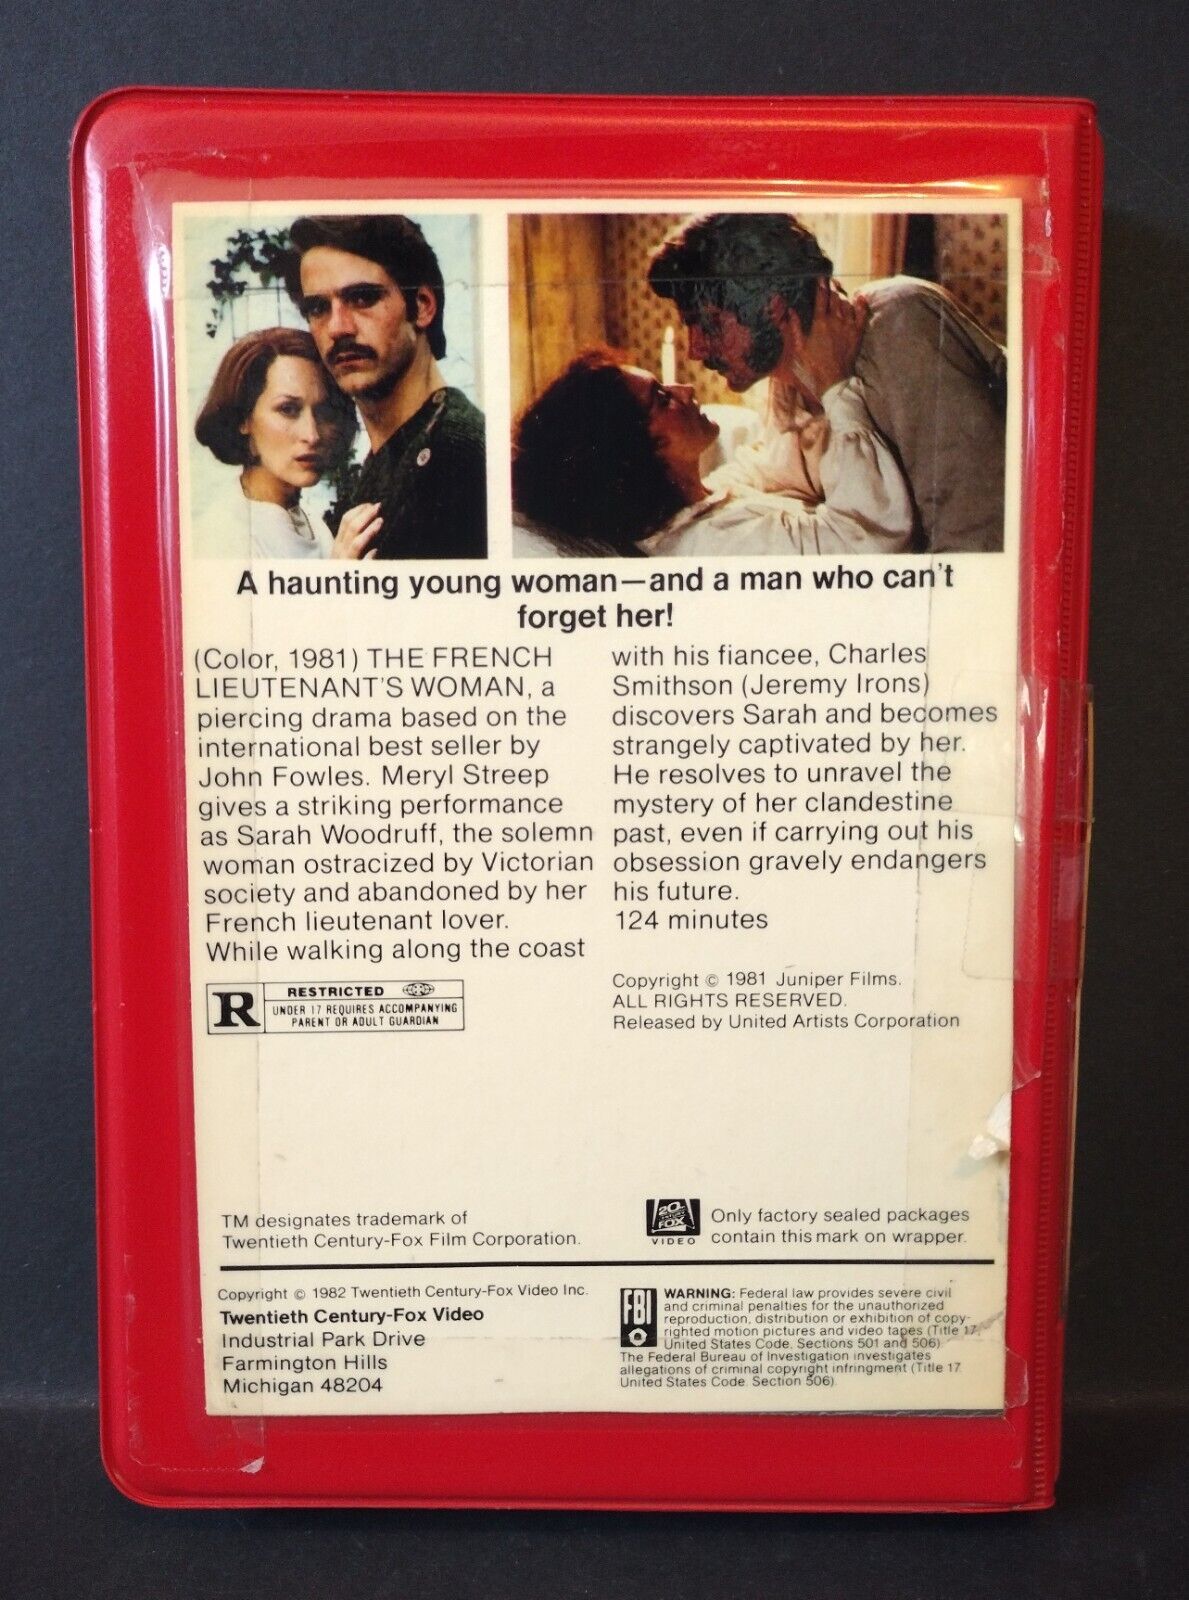 A haunting young woman—and a man who can't
forget her!
(Color, 1981) THE FRENCH
LIEUTENANT'S WOMAN, a
piercing drama based on the
international best seller by
John Fowles. Meryl Streep
gives a striking performance
as Sarah Woodruff, the solemn
woman ostracized by Victorian
society and abandoned by her
French lieutenant lover.
While walking along the coast
with his fiancee, Charles
Smithson (Jeremy Irons)
discovers Sarah and becomes
strangely captivated by her.
He resolves to unravel the
mystery of her clandestine
past, even if carrying out his
obsession gravely endangers
his future.
124 minutes
R
RESTRICTED
UNDER 17 REQUIRES ACCOMPANYING
PARENT OR ADULT GUARDIAN
Copyright © 1981 Juniper Films.
ALL RIGHTS RESERVED.
Released by United Artists Corporation
TM designates trademark of
Twentieth Century-Fox Film Corporation.
20th
CENTURY
FOX
VIDEO
Only factory sealed packages
contain this mark on wrapper.
Copyright © 1982 Twentieth Century-Fox Video Inc.
Twentieth Century-Fox Video
Industrial Park Drive
Farmington Hills
Michigan 48204
FBI
WARNING: Federal law provides severe civil
and criminal penalties for the unauthorized
reproduction, distribution or exhibition of copy-
righted motion pictures and video tapes (Title 17,
United States Code, Sections 501 and 506).
The Federal Bureau of Investigation investigates
allegations of criminal copyright infringment (Title 17,
United States Code, Section 506).